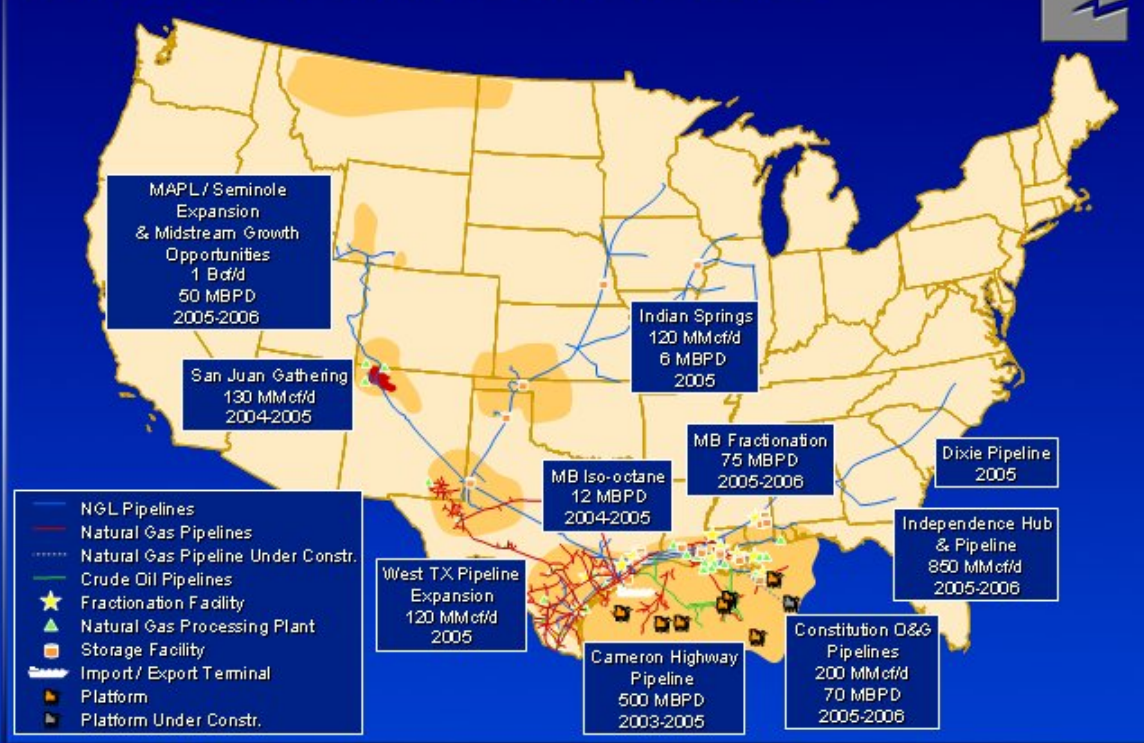 MAPL / Seminole
Expansion
& Midstream Growth
Opportunities
1 Bcf/d
50 MBPD
2005-2006
San Juan Gathering
130 MMcf/d
2004-2005
Indian Springs
120 MMcf/d
6 MBPD
2005
MB Fractionation
75 MBPD
2005-2006
MB Iso-octane
12 MBPD
2004-2005
Dixie Pipeline
2005
Independence Hub
& Pipeline
850 MMcf/d
2005-2006
West TX Pipeline
Expansion
120 MMcf/d
2005
Cameron Highway
Pipeline
500 MBPD
2003-2005
Constitution O&G
Pipelines
200 MMcf/d
70 MBPD
2005-2006
NGL Pipelines
Natural Gas Pipelines
Natural Gas Pipeline Under Constr.
Crude Oil Pipelines
Fractionation Facility
Natural Gas Processing Plant
Storage Facility
Import / Export Terminal
Platform
Platform Under Constr.